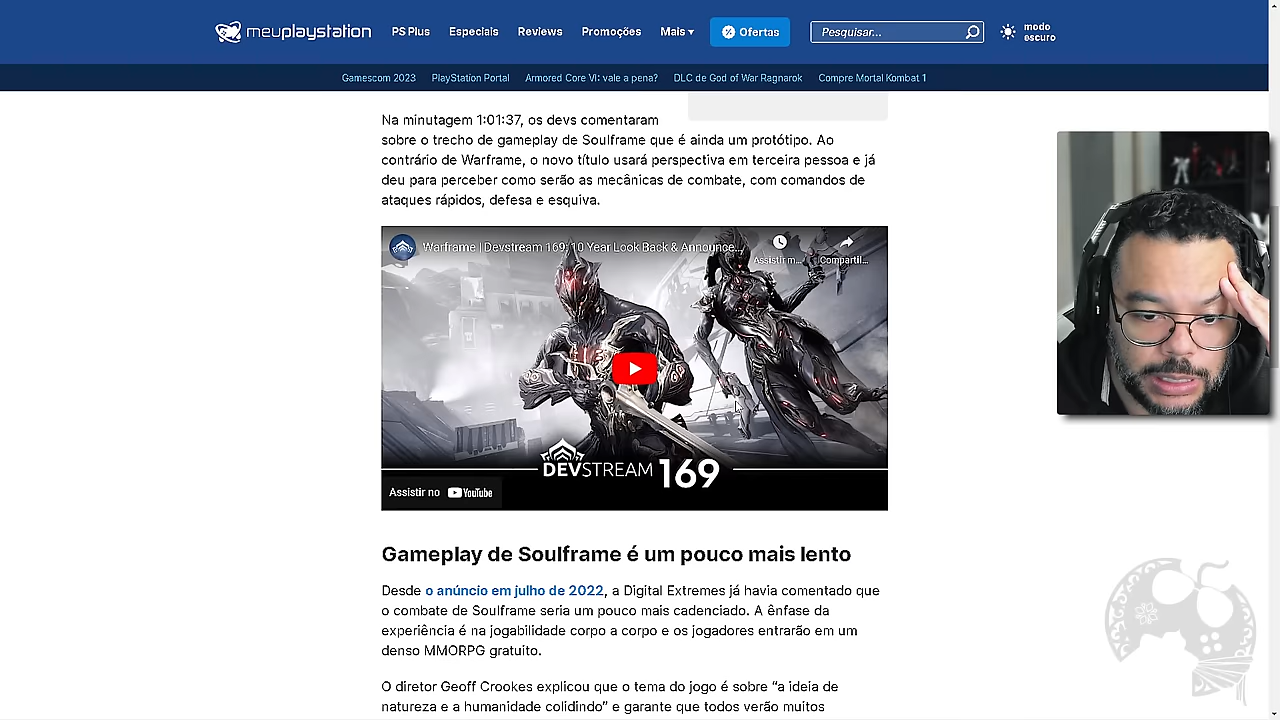 meuplaystation
PS Plus
Especiais
Reviews
Promoções
Mais
Ofertas
Pesquisar...
modo
escuro
Gamescom 2023
PlayStation Portal
Armored Core VI: vale a pena?
DLC de God of War Ragnarok
Compre Mortal Kombat 1
Na minutagem 1:01:37, os devs comentaram
sobre o trecho de gameplay de Soulframe que é ainda um protótipo. Ao
contrário de Warframe, o novo título usará perspectiva em terceira pessoa e já
deu para perceber como serão as mecânicas de combate, com comandos de
ataques rápidos, defesa e esquiva.
Warframe | Devstream 169: 10 Year Look Back & Announce...
Assistir m...
Compartil...
DEVSTREAM 169
Assistir no YouTube
Gameplay de Soulframe é um pouco mais lento
Desde o anúncio em julho de 2022, a Digital Extremes já havia comentado que
o combate de Soulframe seria um pouco mais cadenciado. A ênfase da
experiência é na jogabilidade corpo a corpo e os jogadores entrarão em um
denso MMORPG gratuito.
O diretor Geoff Crookes explicou que o tema do jogo é sobre “a ideia de
natureza e a humanidade colidindo” e garante que todos verão muitos